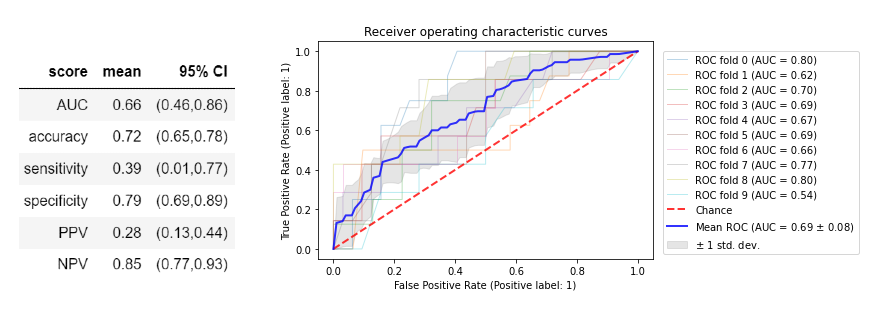 score mean 95% CI
AUC 0.66 (0.46,0.86)
accuracy 0.72 (0.65,0.78)
sensitivity 0.39 (0.01,0.77)
specificity 0.79 (0.69,0.89)
PPV 0.28 (0.13,0.44)
NPV 0.85 (0.77,0.93)
Receiver operating characteristic curves
True Positive Rate (Positive label: 1)
1.0
0.8
0.6
0.4
0.2
0.0
0.0 0.2 0.4 0.6 0.8 1.0
False Positive Rate (Positive label: 1)
ROC fold 0 (AUC = 0.80)
ROC fold 1 (AUC = 0.62)
ROC fold 2 (AUC = 0.70)
ROC fold 3 (AUC = 0.69)
ROC fold 4 (AUC = 0.67)
ROC fold 5 (AUC = 0.69)
ROC fold 6 (AUC = 0.66)
ROC fold 7 (AUC = 0.77)
ROC fold 8 (AUC = 0.80)
ROC fold 9 (AUC = 0.54)
Chance
Mean ROC (AUC = 0.69 ± 0.08)
± 1 std. dev.